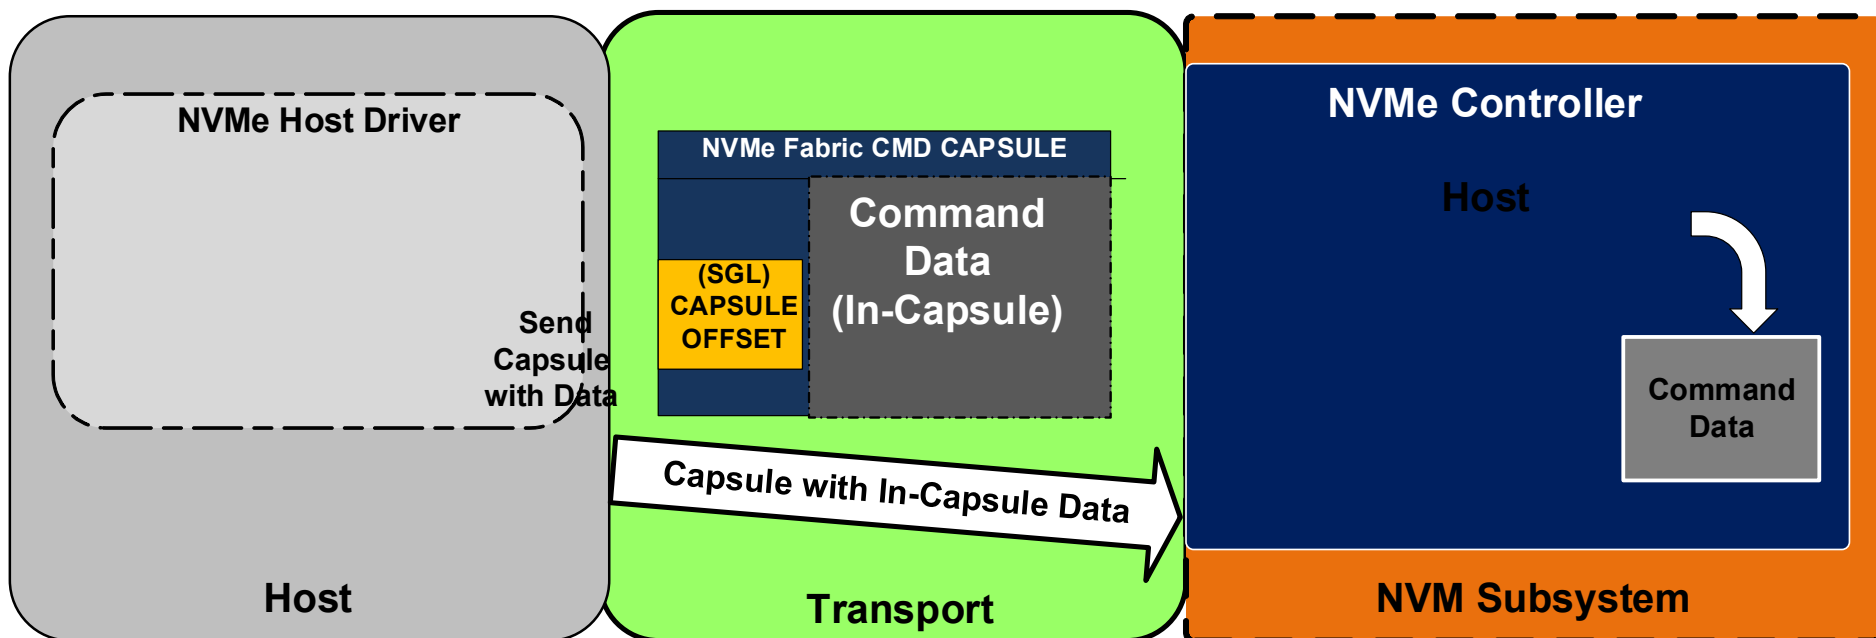 NVMe Host Driver
Send
Capsule
with Data
Host
NVMe Fabric CMD CAPSULE
Command
Data
(In-Capsule)
(SGL)
CAPSULE
OFFSET
Capsule with In-Capsule Data
Transport
NVMe Controller
Host
Command
Data
NVM Subsystem